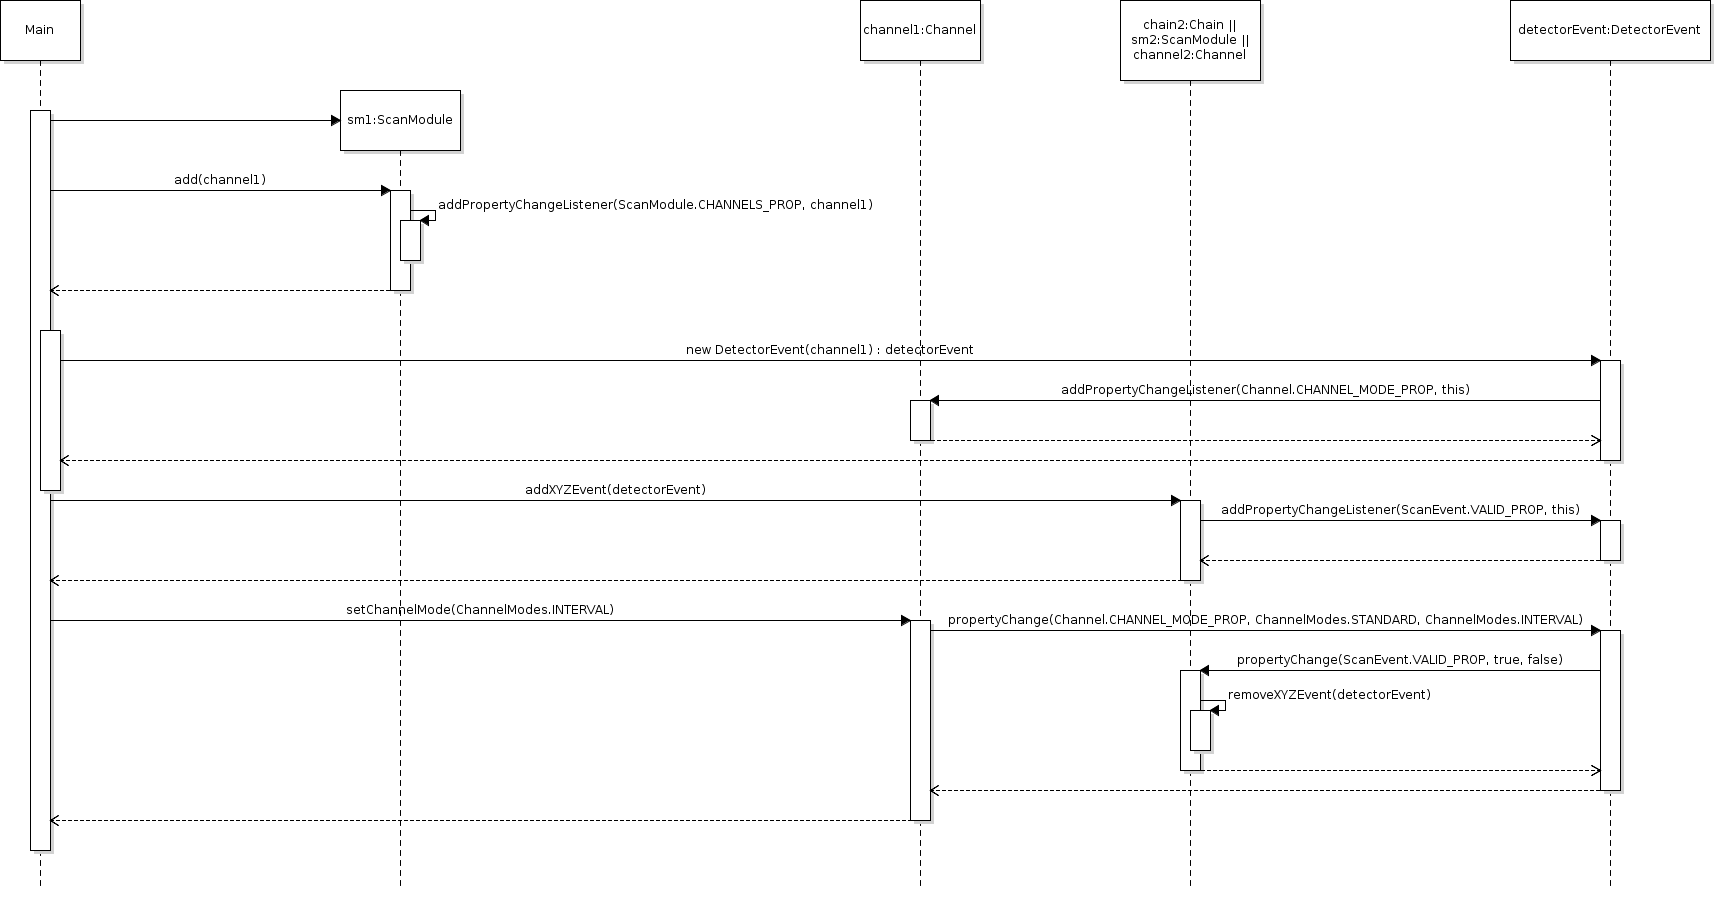 Main
channel1:Channel
chain2:Chain ||
sm2:ScanModule ||
channel2:Channel
detectorEvent:DetectorEvent
sm1:ScanModule
add(channel1)
addPropertyChangeListener(ScanModule.CHANNELS_PROP, channel1)
new DetectorEvent(channel1) : detectorEvent
addPropertyChangeListener(Channel.CHANNEL_MODE_PROP, this)
addXYZEvent(detectorEvent)
addPropertyChangeListener(ScanEvent.VALID_PROP, this)
setChannelMode(ChannelModes.INTERVAL)
propertyChange(Channel.CHANNEL_MODE_PROP, ChannelModes.STANDARD, ChannelModes.INTERVAL)
propertyChange(ScanEvent.VALID_PROP, true, false)
removeXYZEvent(detectorEvent)